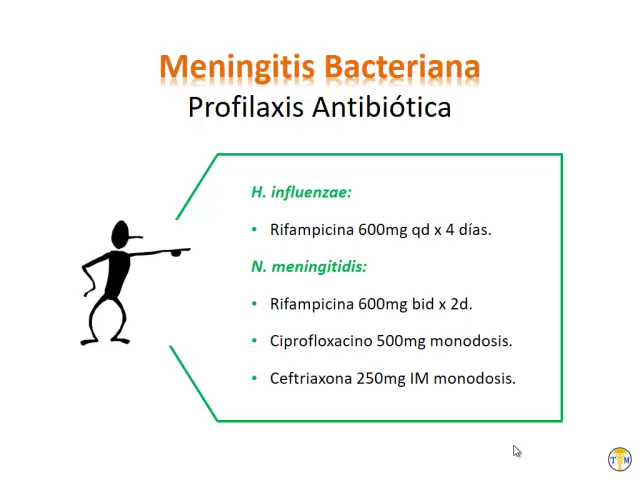 Meningitis Bacteriana
Profilaxis Antibiótica
H. influenzae:
• Rifampicina 600mg qd x 4 días.
N. meningitidis:
• Rifampicina 600mg bid x 2d.
• Ciprofloxacino 500mg monodosis.
• Ceftriaxona 250mg IM monodosis.
T M